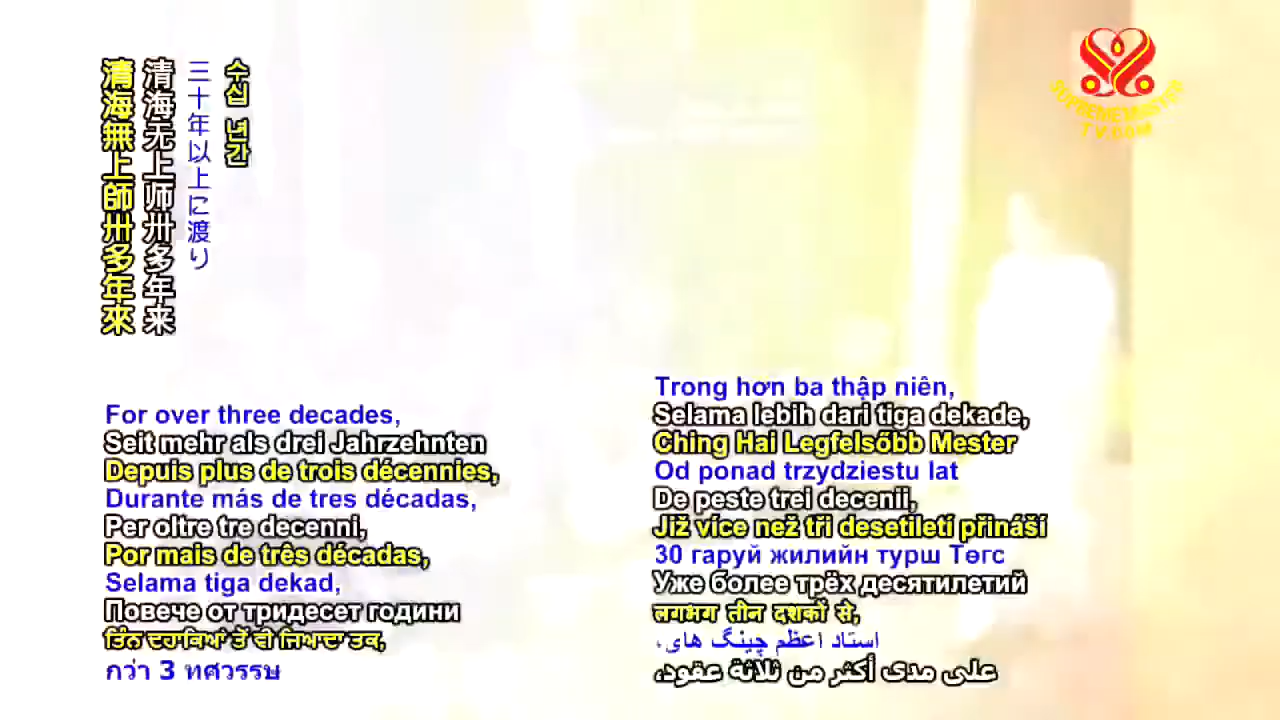 清海無上師卅多年來
清海无上师卅多年来
三十年以上に渡り
수십 년간
SUPREMEMASTER
TV.COM
For over three decades,
Seit mehr als drei Jahrzehnten
Depuis plus de trois décennies,
Durante más de tres décadas,
Per oltre tre decenni,
Por mais de três décadas,
Selama tiga dekad,
Повече от тридесет години
ਤਿੰਨ ਦਹਾਕਿਆਂ ਤੋਂ ਵੀ ਜਿਆਦਾ ਤਕ,
กว่า 3 ทศวรรษ
Trong hơn ba thập niên,
Selama lebih dari tiga dekade,
Ching Hai Legfelsőbb Mester
Od ponad trzydziestu lat
De peste trei decenii,
Již více než tři desetiletí přináší
30 гаруй жилийн турш Төгс
Уже более трёх десятилетий
लगभग तीन दशकों से,
استاد اعظم چینگ های،
على مدى أكثر من ثلاثة عقود،